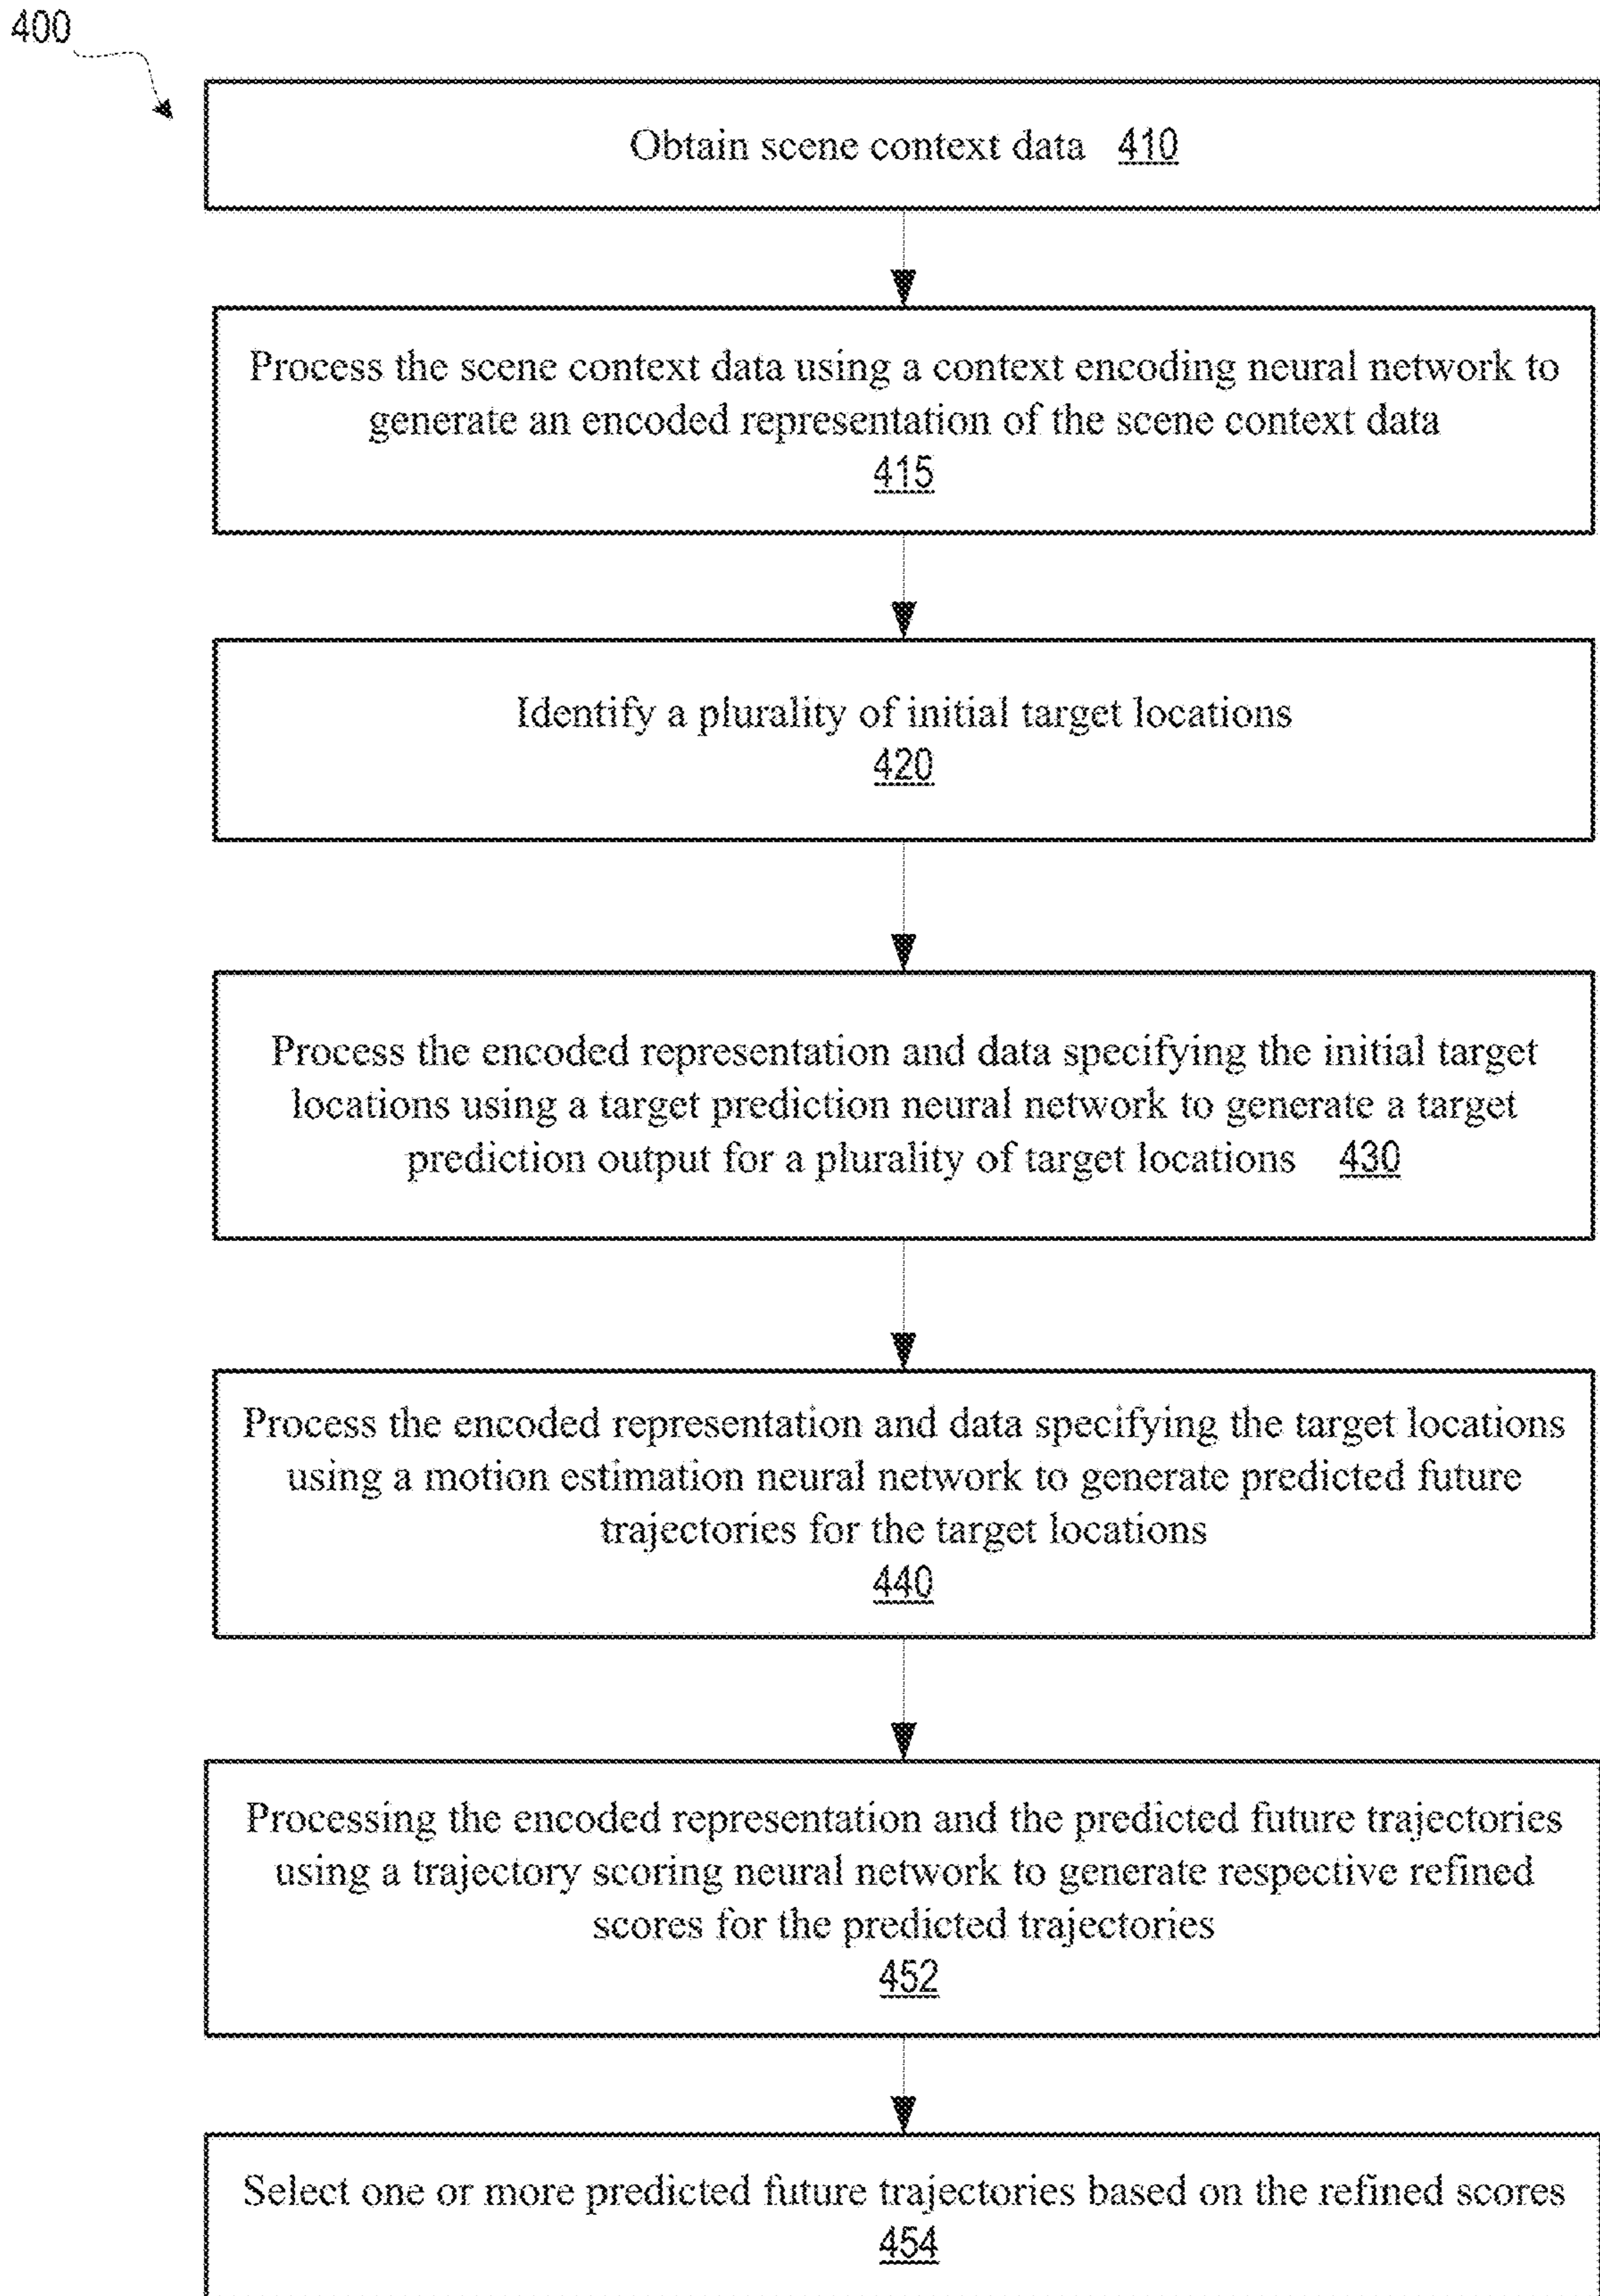 400
Obtain scene context data 410
Process the scene context data using a context encoding neural network to
generate an encoded representation of the scene context data
415
Identify a plurality of initial target locations
420
Process the encoded representation and data specifying the initial target
locations using a target prediction neural network to generate a target
prediction output for a plurality of target locations 430
Process the encoded representation and data specifying the target locations
using a motion estimation neural network to generate predicted future
trajectories for the target locations
440
Processing the encoded representation and the predicted future trajectories
using a trajectory scoring neural network to generate respective refined
scores for the predicted trajectories
452
Select one or more predicted future trajectories based on the refined scores
454